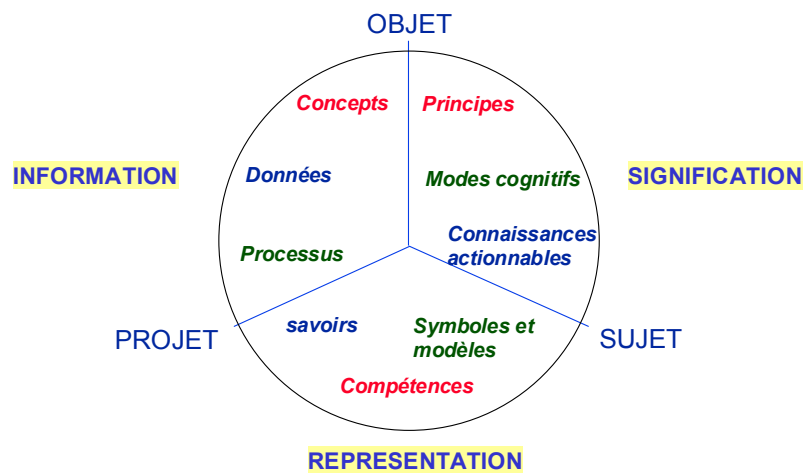 OBJET
Concepts
Principes
INFORMATION
Données
Modes cognitifs
SIGNIFICATION
Processus
Connaissances
actionnables
PROJET
savoirs
Symboles et
modèles
SUJET
Compétences
REPRESENTATION